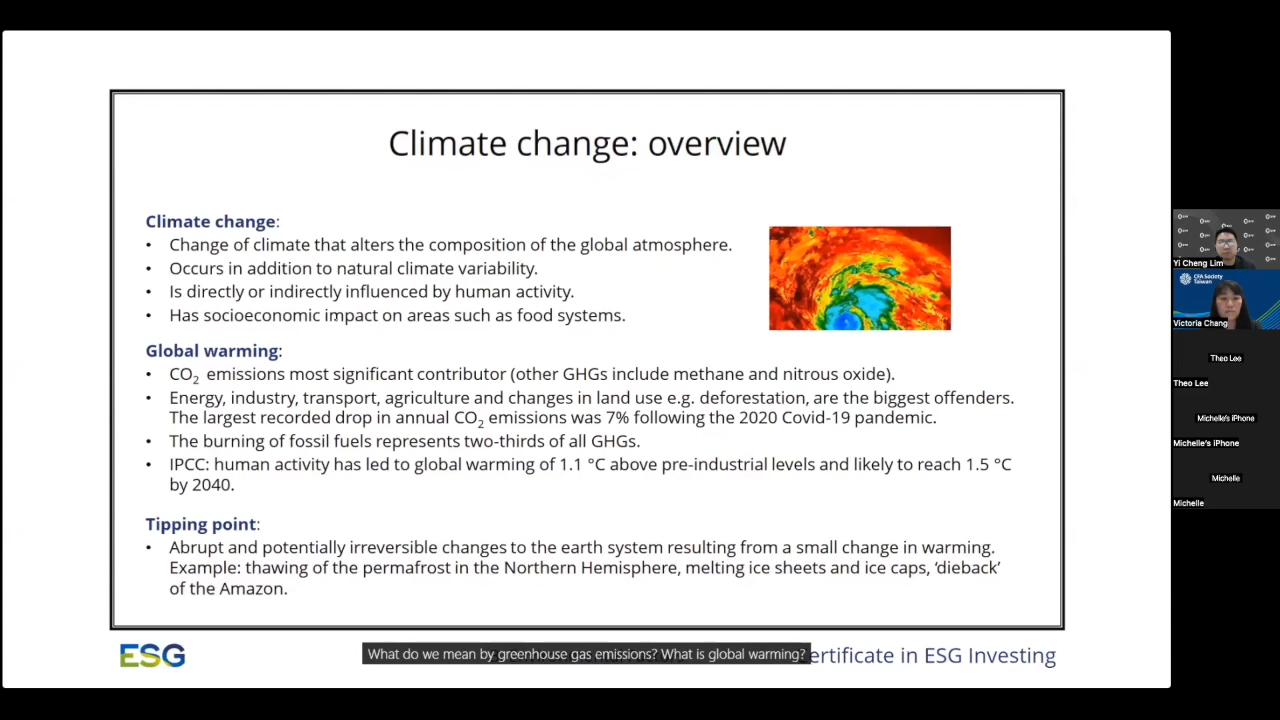 Climate change: overview
Climate change:
• Change of climate that alters the composition of the global atmosphere.
• Occurs in addition to natural climate variability.
• Is directly or indirectly influenced by human activity.
• Has socioeconomic impact on areas such as food systems.
Global warming:
• CO₂ emissions most significant contributor (other GHGs include methane and nitrous oxide).
• Energy, industry, transport, agriculture and changes in land use e.g. deforestation, are the biggest offenders.
The largest recorded drop in annual CO₂ emissions was 7% following the 2020 Covid-19 pandemic.
• The burning of fossil fuels represents two-thirds of all GHGs.
• IPCC: human activity has led to global warming of 1.1 °C above pre-industrial levels and likely to reach 1.5 °C
by 2040.
Tipping point:
• Abrupt and potentially irreversible changes to the earth system resulting from a small change in warming.
Example: thawing of the permafrost in the Northern Hemisphere, melting ice sheets and ice caps, ‘dieback’
of the Amazon.
ESG
What do we mean by greenhouse gas emissions? What is global warming?
ertificate in ESG Investing
Yi Cheng Lim
CFA Society
Taiwan
Victoria Chang
Theo Lee
Theo Lee
Michelle's iPhone
Michelle's iPhone
Michelle
Michelle